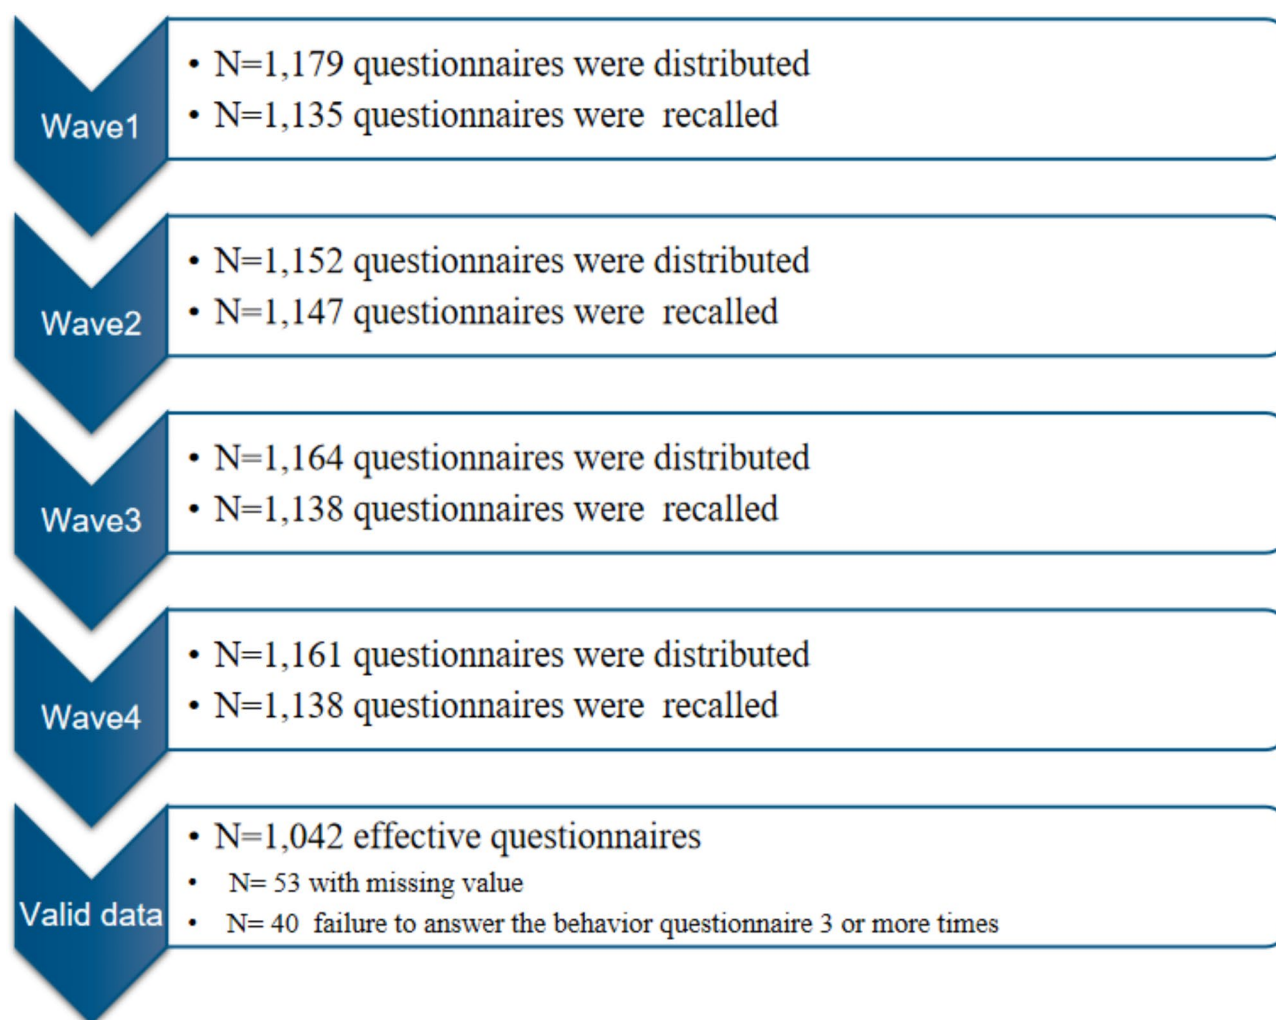 Wave1
• N=1,179 questionnaires were distributed
• N=1,135 questionnaires were recalled
Wave2
• N=1,152 questionnaires were distributed
• N=1,147 questionnaires were recalled
Wave3
• N=1,164 questionnaires were distributed
• N=1,138 questionnaires were recalled
Wave4
• N=1,161 questionnaires were distributed
• N=1,138 questionnaires were recalled
Valid data
• N=1,042 effective questionnaires
• N= 53 with missing value
• N= 40 failure to answer the behavior questionnaire 3 or more times